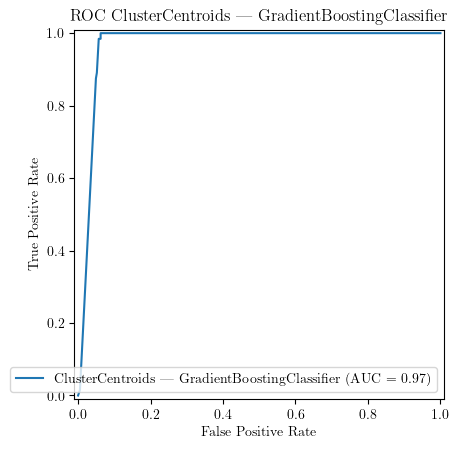 ROC ClusterCentroids — GradientBoostingClassifier
1.0
0.8
0.6
0.4
0.2
0.0
True Positive Rate
ClusterCentroids — GradientBoostingClassifier (AUC = 0.97)
0.0 0.2 0.4 0.6 0.8 1.0
False Positive Rate